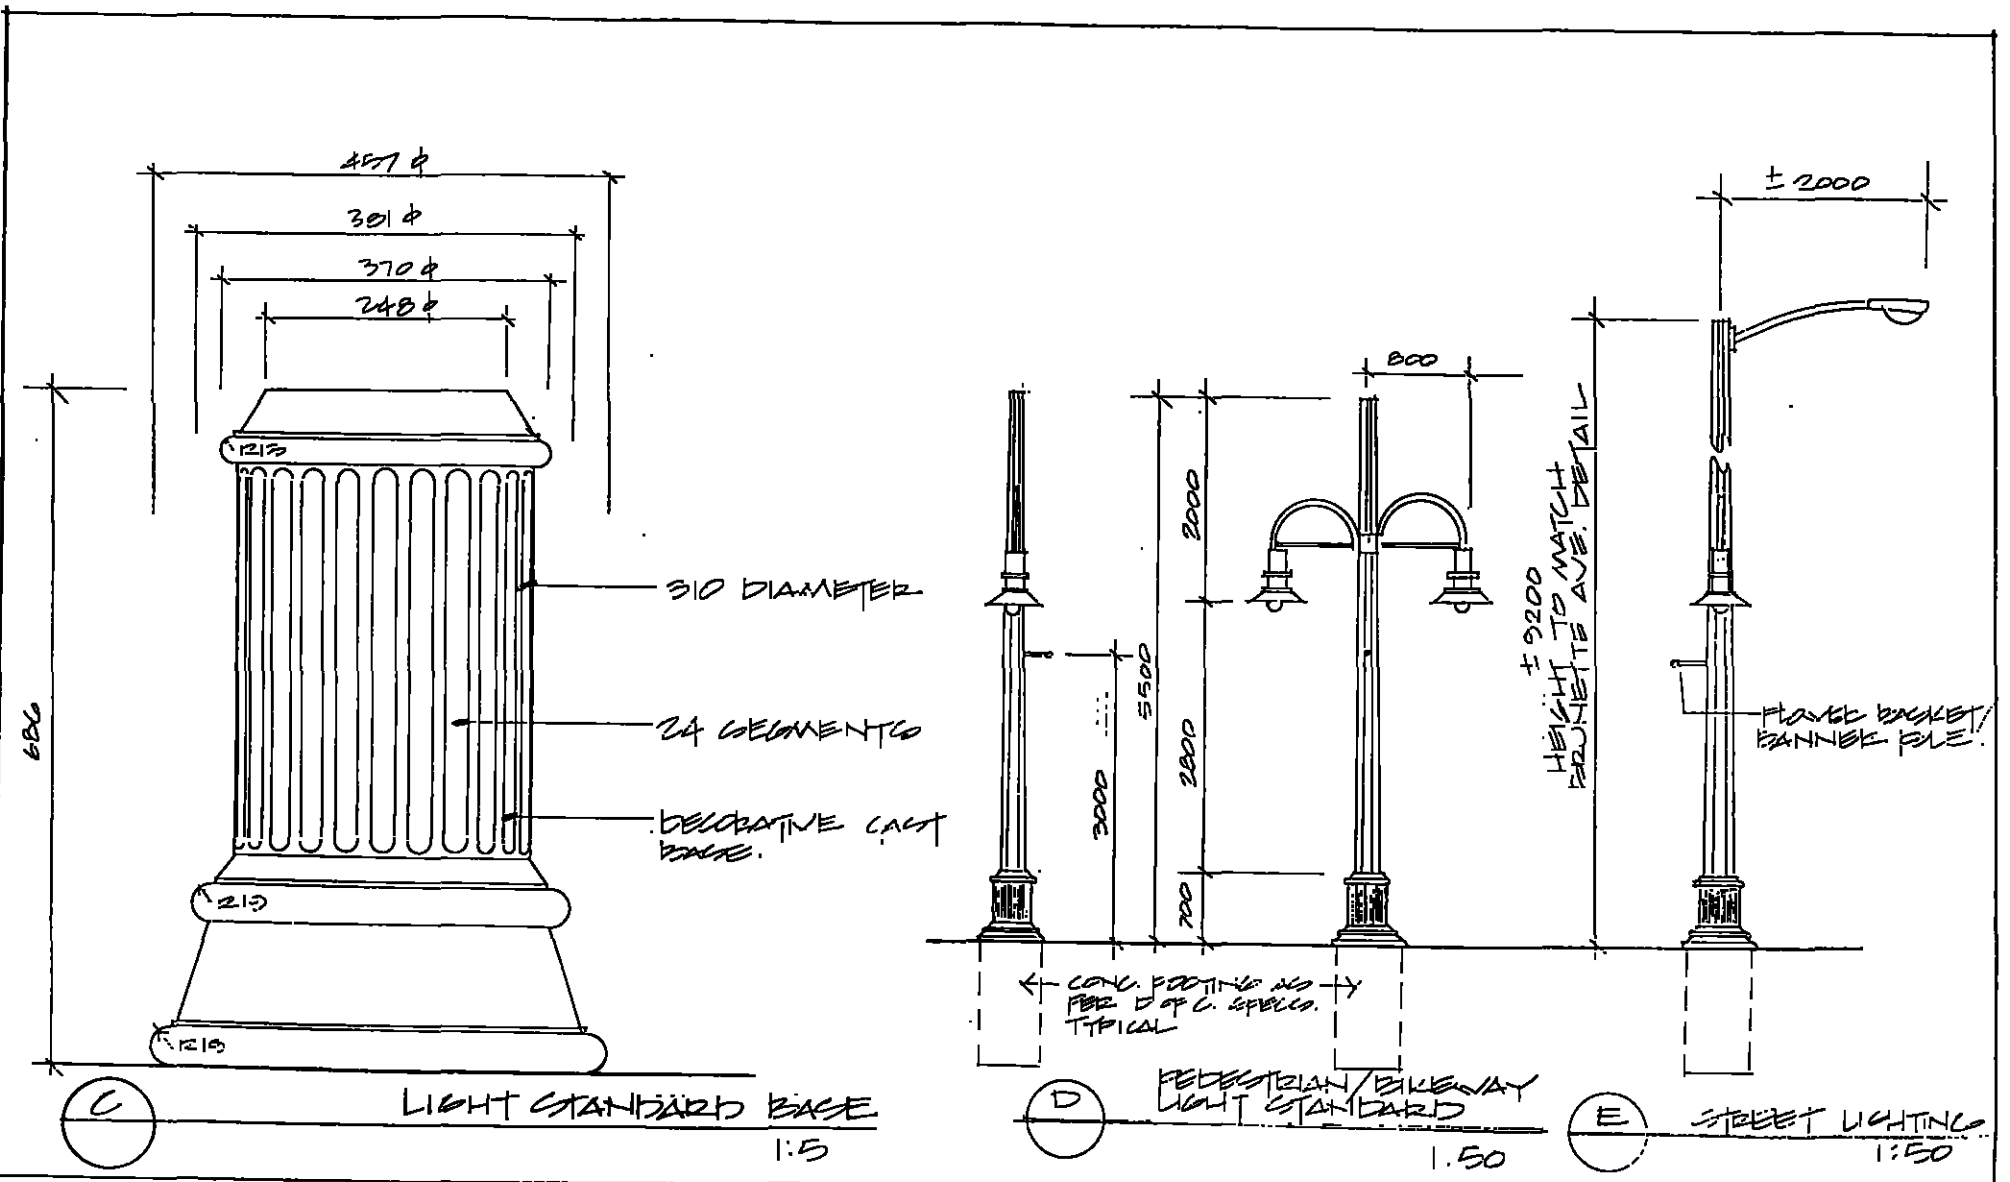 457 ⌀
381 ⌀
370 ⌀
248 ⌀
R13
310 DIAMETER
24 SEGMENTS
DECORATIVE CAST
BASE.
686
R19
R19
C
LIGHT STANDARD BASE
1:5
800
2000
5500
3000
2800
700
CONC. FOOTING AS
PER D OF C. SPECS.
TYPICAL
D
PEDESTRIAN/BIKEWAY
LIGHT STANDARD
1.50
± 2000
± 9200
HEIGHT TO MATCH
BRUNETTE AVE. DETAIL
FLOWER BASKET/
BANNER POLE.
E
STREET LIGHTING
1:50